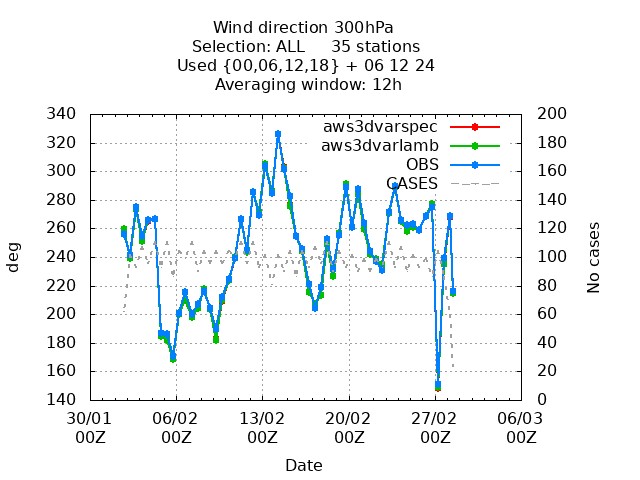 Wind direction 300hPa
Selection: ALL     35 stations
Used {00,06,12,18} + 06 12 24
Averaging window: 12h
340
320
300
280
260
240
220
200
180
160
140
deg
200
180
160
140
120
100
80
60
40
20
0
No cases
aws3dvarspec
aws3dvarlamb
OBS
CASES
30/01 06/02 13/02 20/02 27/02 06/03
00Z 00Z 00Z 00Z 00Z 00Z
Date